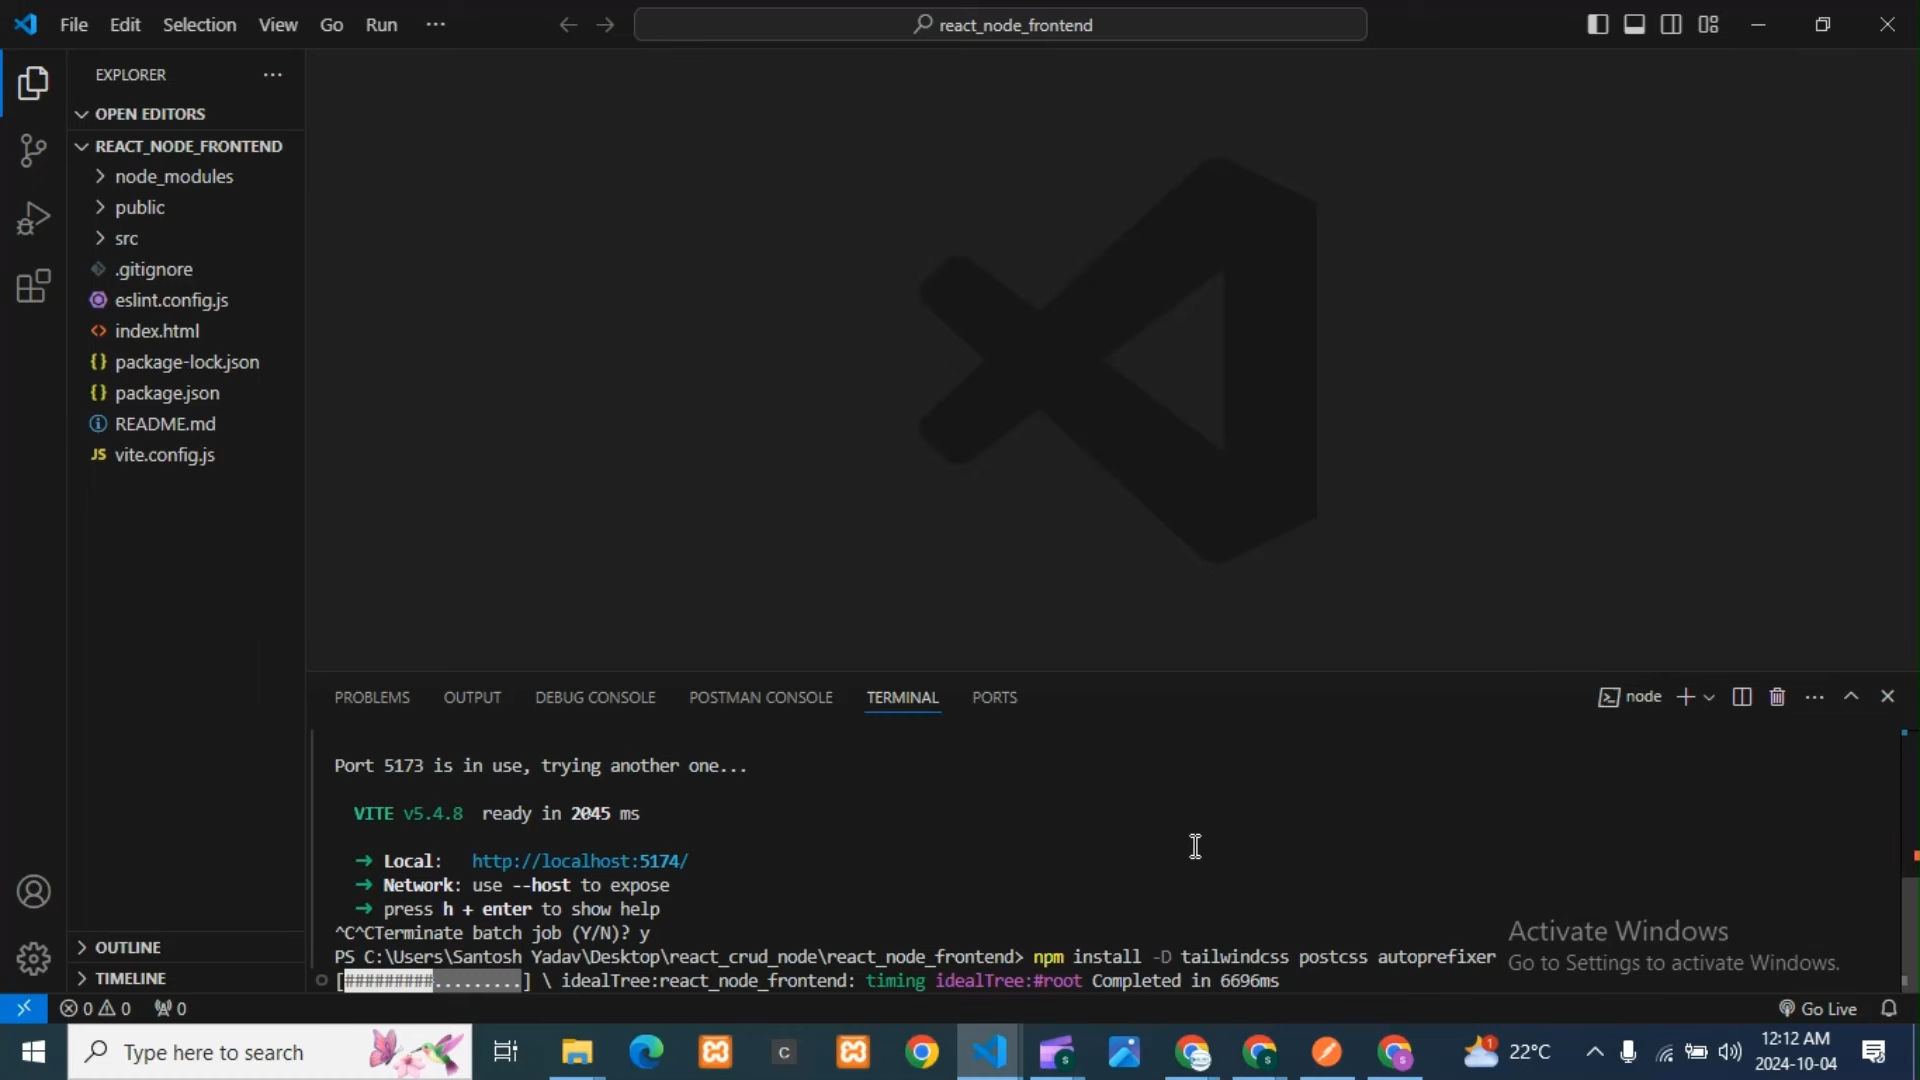 File Edit Selection View Go Run ···
react_node_frontend
EXPLORER ···
OPEN EDITORS
REACT_NODE_FRONTEND
node_modules
public
src
.gitignore
eslint.config.js
index.html
{} package-lock.json
{} package.json
README.md
JS vite.config.js
OUTLINE
TIMELINE
PROBLEMS OUTPUT DEBUG CONSOLE POSTMAN CONSOLE TERMINAL PORTS
node
Port 5173 is in use, trying another one...
VITE v5.4.8 ready in 2045 ms
➜ Local: http://localhost:5174/
➜ Network: use --host to expose
➜ press h + enter to show help
^C^CTerminate batch job (Y/N)? y
PS C:\Users\Santosh Yadav\Desktop\react_crud_node\react_node_frontend> npm install -D tailwindcss postcss autoprefixer
[#########.........] \ idealTree:react_node_frontend: timing idealTree:#root Completed in 6696ms
Activate Windows
Go to Settings to activate Windows.
0 0 0
Go Live
Type here to search
C
S
S
S
1
22°C
12:12 AM
2024-10-04